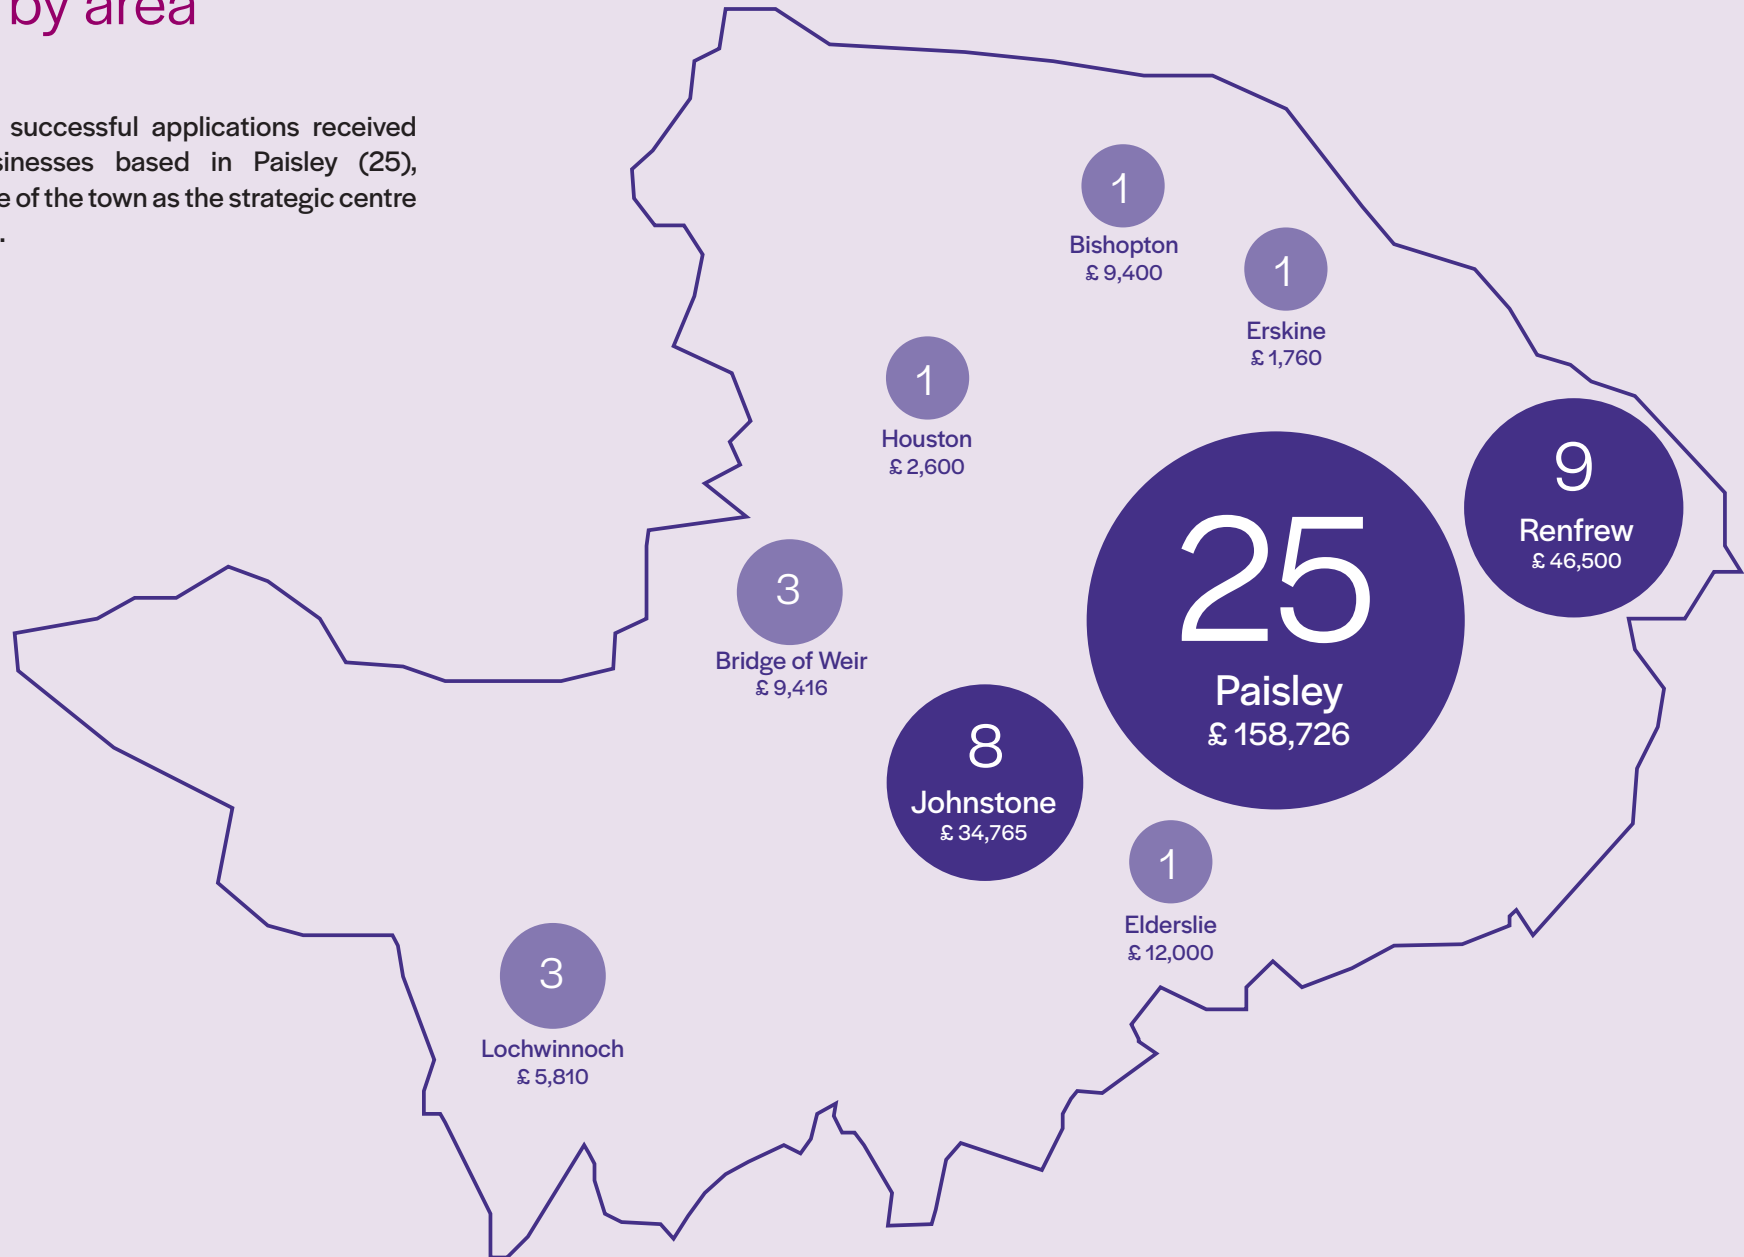 by area
successful applications received
based in Paisley (25),
of the town as the strategic centre
.
1
Bishopton
£ 9,400
1
Erskine
£ 1,760
1
Houston
£ 2,600
9
Renfrew
£ 46,500
25
Paisley
£ 158,726
3
Bridge of Weir
£ 9,416
8
Johnstone
£ 34,765
1
Elderslie
£ 12,000
3
Lochwinnoch
£ 5,810